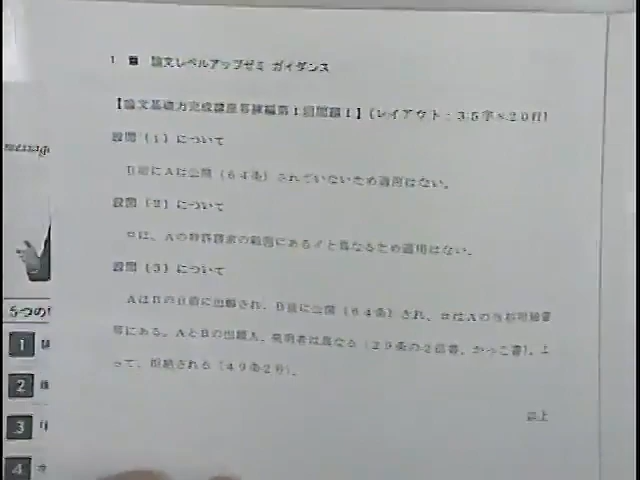 1 論文レベルアップゼミ ガイダンス
【論文基礎力完成講座答練編第1回問題1】(レイアウト:35字×20行)
設問(1)について
B前にAは公開(64条)されていないため適用はない。
設問(2)について
は、Aの特許請求の範囲にあるイと異なるため適用はない。
設問(3)について
AはBの日前に出願され、B後に公開(64条)され、 はAの当初明細書
等にある。AとBの出願人、発明者は異なる(29条の2 書、かっこ書)。よ
って、拒絶される(49条2号)。
以上
message
5つの
1
2
3
4